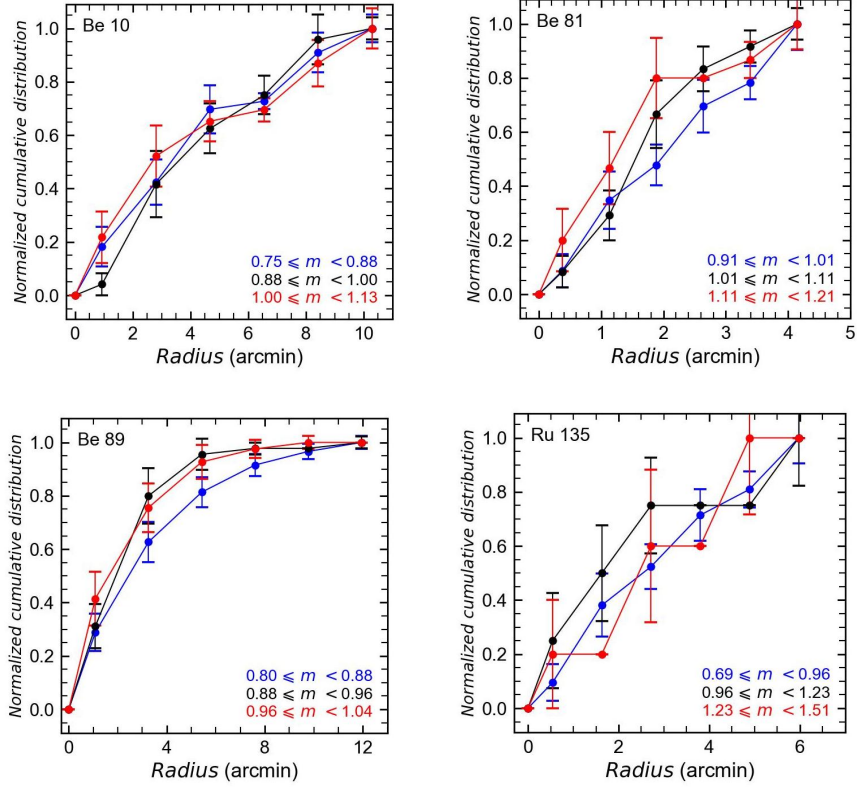 Be 10
Normalized cumulative distribution
1.0
0.8
0.6
0.4
0.2
0.0
0.75 ⩽ m < 0.88
0.88 ⩽ m < 1.00
1.00 ⩽ m < 1.13
0 2 4 6 8 10
Radius (arcmin)
Be 81
Normalized cumulative distribution
1.0
0.8
0.6
0.4
0.2
0.0
0.91 ⩽ m < 1.01
1.01 ⩽ m < 1.11
1.11 ⩽ m < 1.21
0 1 2 3 4 5
Radius (arcmin)
Be 89
Normalized cumulative distribution
1.0
0.8
0.6
0.4
0.2
0.0
0.80 ⩽ m < 0.88
0.88 ⩽ m < 0.96
0.96 ⩽ m < 1.04
0 4 8 12
Radius (arcmin)
Ru 135
Normalized cumulative distribution
1.0
0.8
0.6
0.4
0.2
0.0
0.69 ⩽ m < 0.96
0.96 ⩽ m < 1.23
1.23 ⩽ m < 1.51
0 2 4 6
Radius (arcmin)